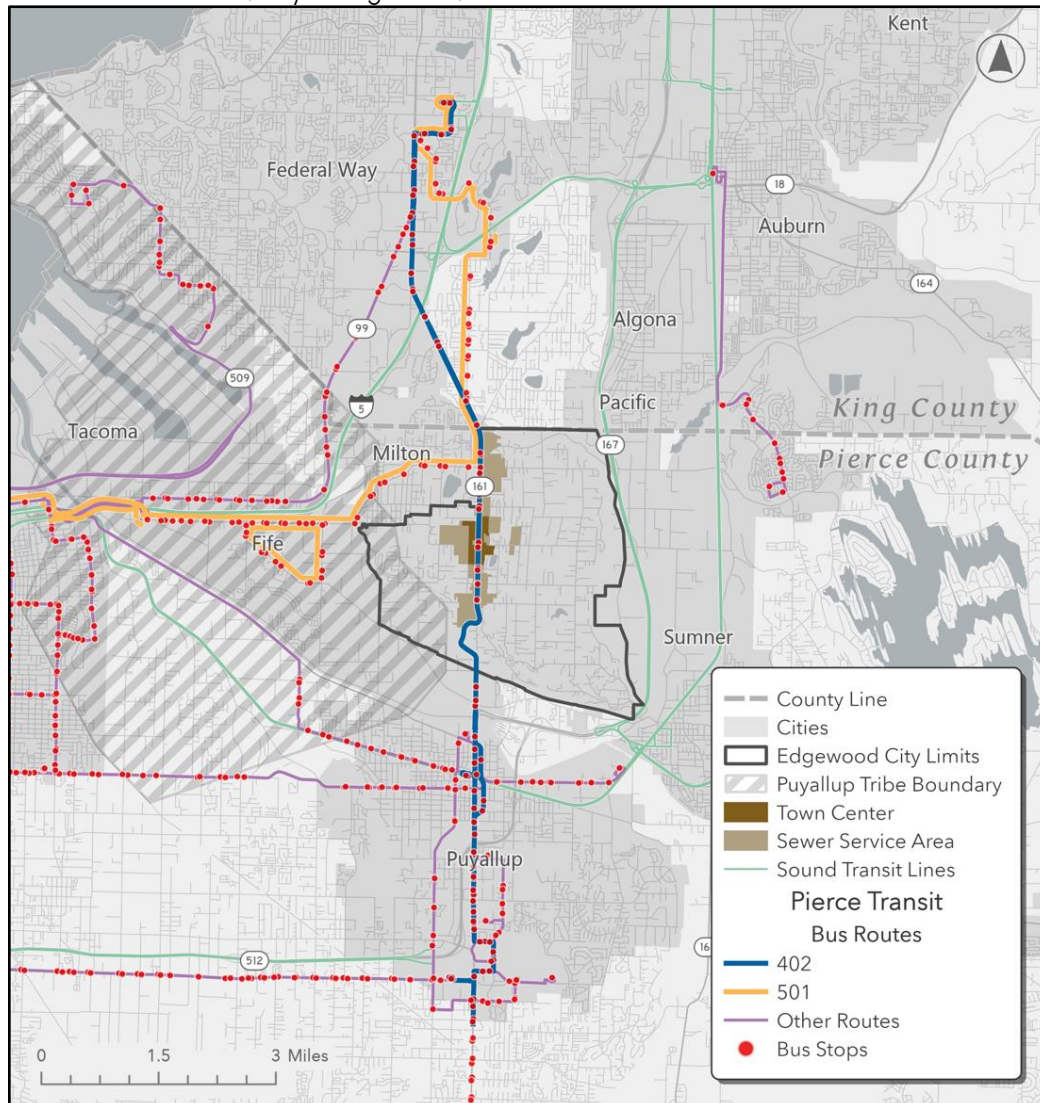 Kent
Federal Way
18
Auburn
164
99
Algona
509
5
Pacific
King County
Tacoma
Milton
167
Pierce County
161
Fife
Sumner
Puyallup
512
County Line
Cities
Edgewood City Limits
Puyallup Tribe Boundary
Town Center
Sewer Service Area
Sound Transit Lines
Pierce Transit
Bus Routes
402
501
Other Routes
Bus Stops
0 1.5 3 Miles